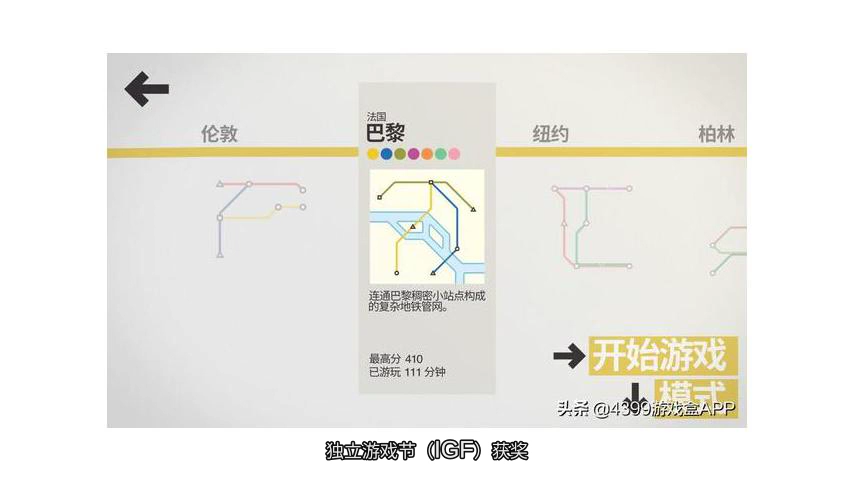 法国
伦敦
巴黎
纽约
柏林
连通巴黎稠密小站点构成
的复杂地铁管网。
最高分 410
已游玩 111 分钟
开始游戏
模式
头条 @4399游戏盒APP
独立游戏节（IGF）获奖